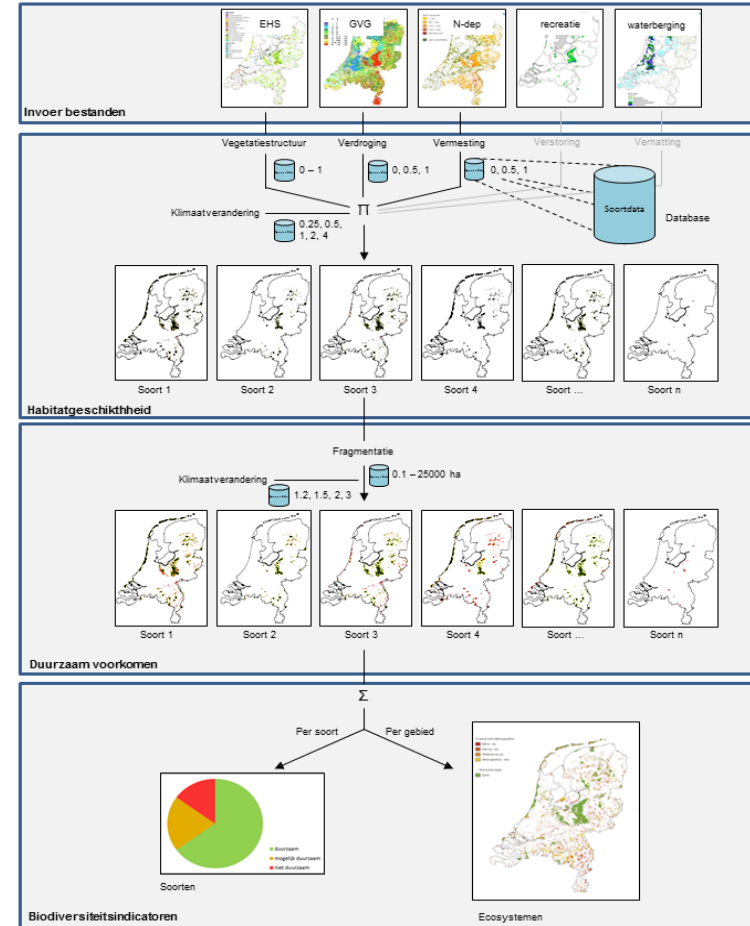 EHS
GVG
N-dep
recreatie
waterberging
Invoer bestanden
Vegetatiestructuur
Verdroging
Vermesting
Verstoring
Vernatting
0 – 1
0, 0.5, 1
0, 0.5, 1
Soortdata
Database
Klimaatverandering
Π
0.25, 0.5,
1, 2, 4
Soort 1
Soort 2
Soort 3
Soort 4
Soort ...
Soort n
Habitatgeschikthheid
Fragmentatie
Klimaatverandering
0.1 – 25000 ha
1.2, 1.5, 2, 3
Soort 1
Soort 2
Soort 3
Soort 4
Soort ...
Soort n
Duurzaam voorkomen
Σ
Per soort
Per gebied
duurzaam
mogelijk duurzaam
niet duurzaam
Soorten
Ecosystemen
Biodiversiteitsindicatoren